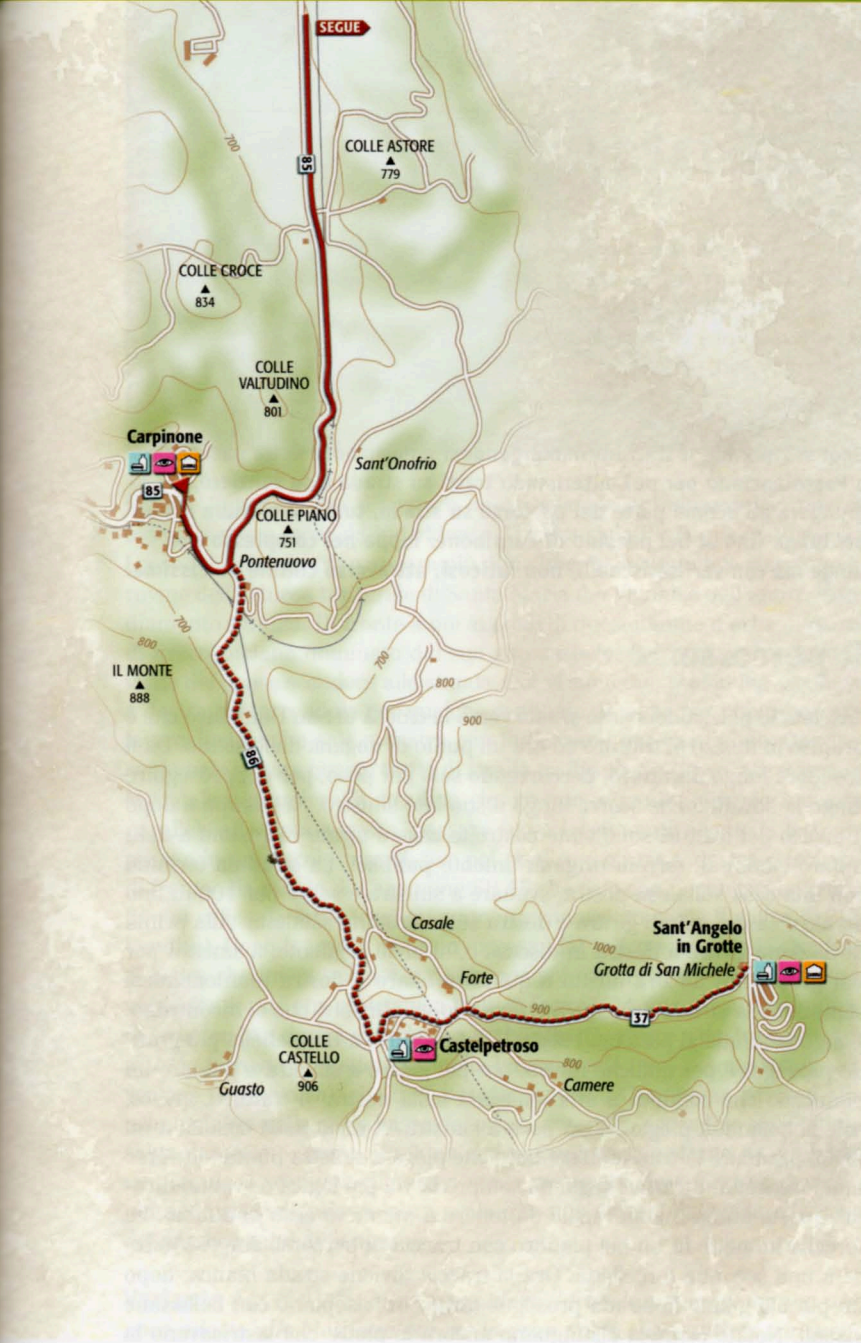 SEGUE
700
85
COLLE ASTORE
779
COLLE CROCE
834
COLLE
VALTUDINO
801
Carpinone
85
Sant'Onofrio
COLLE PIANO
751
Pontenuovo
700
800
IL MONTE
888
700
800
900
86
Casale
Sant'Angelo
in Grotte
1000
Grotta di San Michele
Forte
900
37
COLLE
CASTELLO
906
Castelpetroso
800
Guasto
Camere